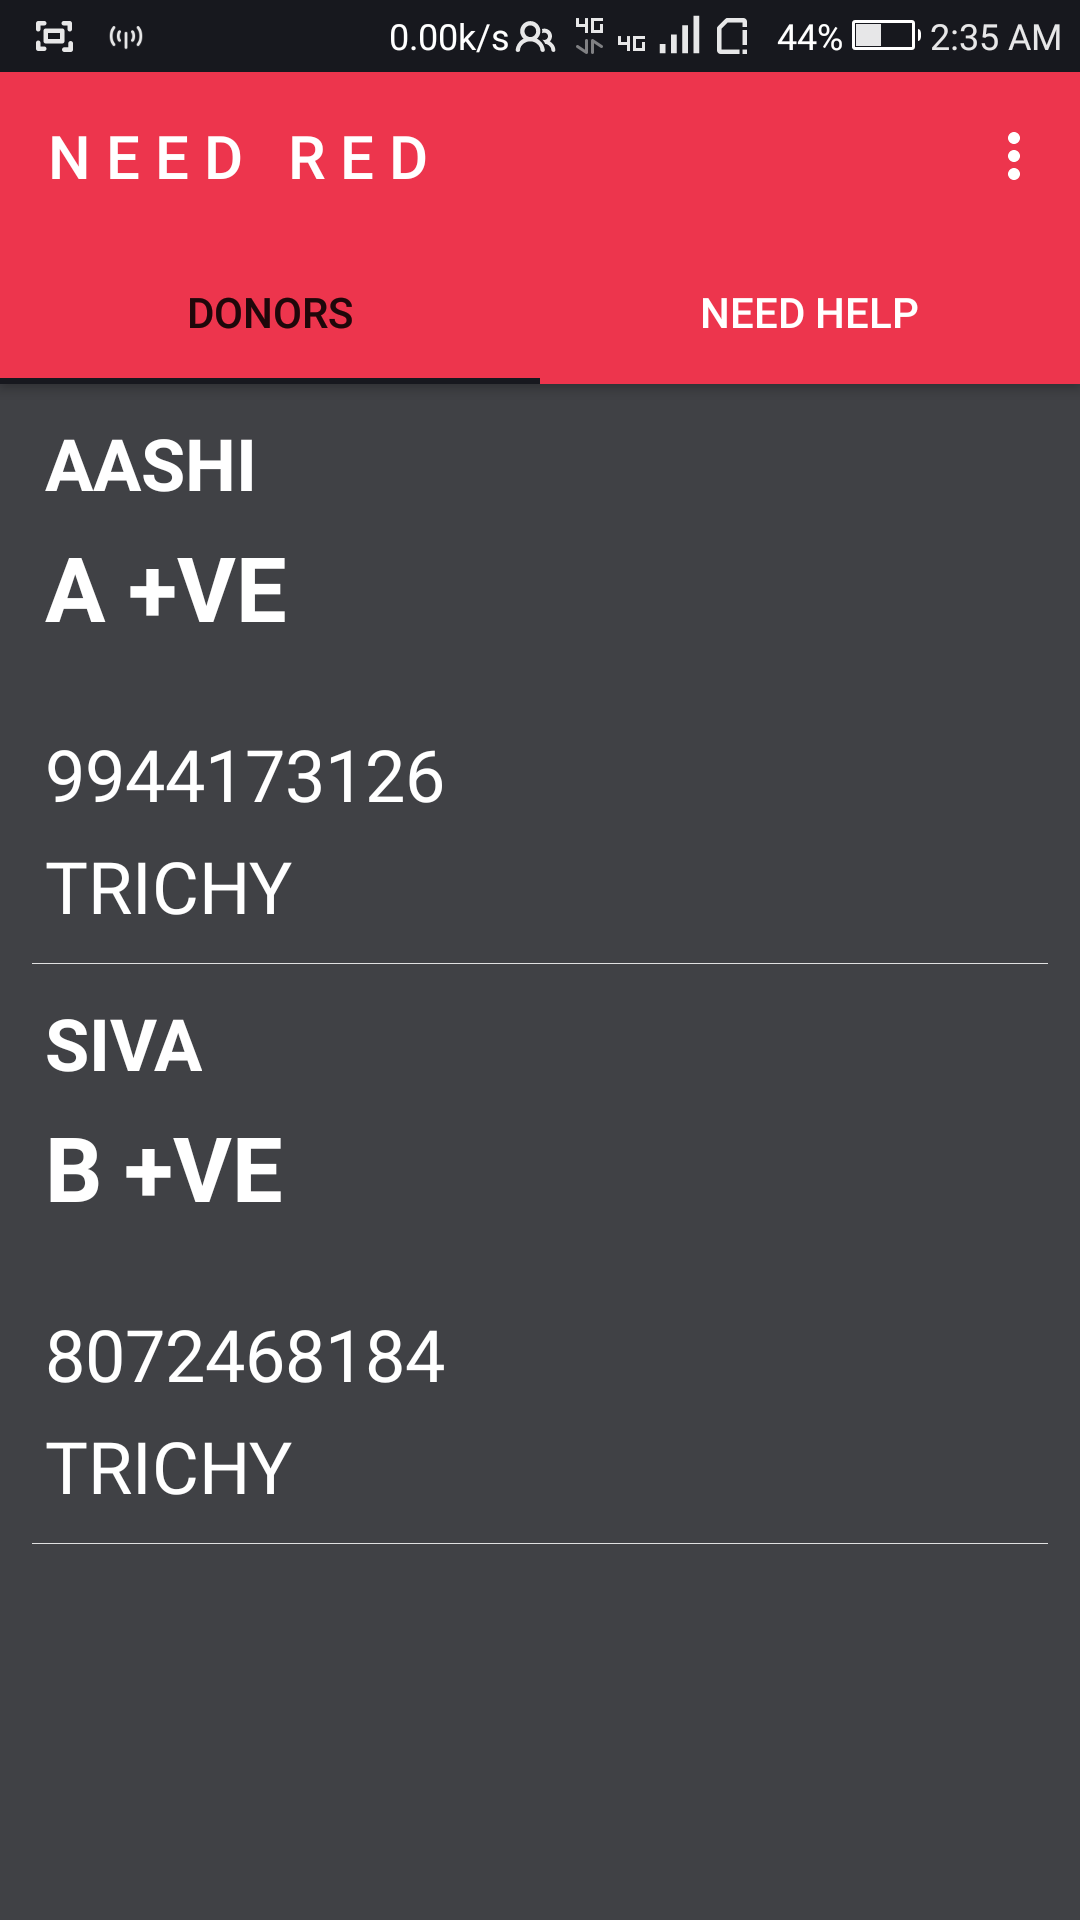 0.00k/s 4G 4G 44% 2:35 AM
NEED RED
DONORS NEED HELP
AASHI
A +VE
9944173126
TRICHY
SIVA
B +VE
8072468184
TRICHY